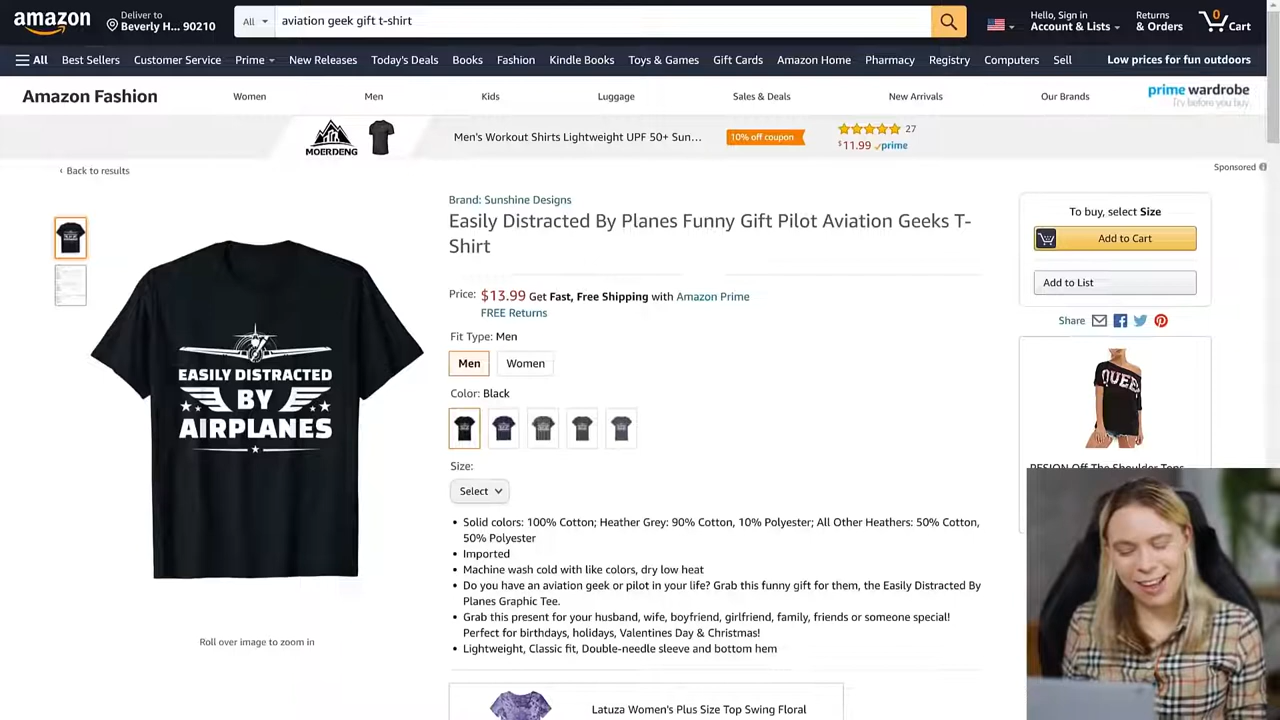 amazon
Deliver to
Beverly H... 90210
All
aviation geek gift t-shirt
Hello, Sign in
Account & Lists
Returns
& Orders
0
Cart
All
Best Sellers
Customer Service
Prime
New Releases
Today's Deals
Books
Fashion
Kindle Books
Toys & Games
Gift Cards
Amazon Home
Pharmacy
Registry
Computers
Sell
Low prices for fun outdoors
Amazon Fashion
Women
Men
Kids
Luggage
Sales & Deals
New Arrivals
Our Brands
prime wardrobe
Try before you buy
MOERDENG
Men's Workout Shirts Lightweight UPF 50+ Sun...
10% off coupon
27
$11.99 prime
‹ Back to results
Sponsored
Brand: Sunshine Designs
Easily Distracted By Planes Funny Gift Pilot Aviation Geeks T-
Shirt
Price: $13.99 Get Fast, Free Shipping with Amazon Prime
FREE Returns
Fit Type: Men
Men
Women
Color: Black
Size:
Select
• Solid colors: 100% Cotton; Heather Grey: 90% Cotton, 10% Polyester; All Other Heathers: 50% Cotton,
50% Polyester
• Imported
• Machine wash cold with like colors, dry low heat
• Do you have an aviation geek or pilot in your life? Grab this funny gift for them, the Easily Distracted By
Planes Graphic Tee.
• Grab this present for your husband, wife, boyfriend, girlfriend, family, friends or someone special!
Perfect for birthdays, holidays, Valentines Day & Christmas!
• Lightweight, Classic fit, Double-needle sleeve and bottom hem
EASILY DISTRACTED
BY
AIRPLANES
Roll over image to zoom in
To buy, select Size
Add to Cart
Add to List
Share
QUEE
Off The Shoulder Tops
Latuza Women's Plus Size Top Swing Floral